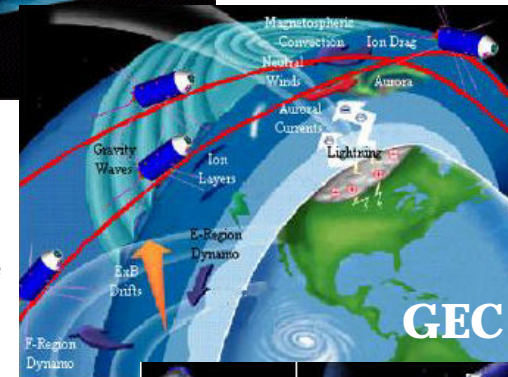 Magnetospheric
Convection
Ion Drag
Neutral
Winds
Aurora
Auroral
Currents
Lightning
Gravity
Waves
Ion
Layers
E-Region
Dynamo
ExB
Drifts
GEC
F-Region
Dynamo